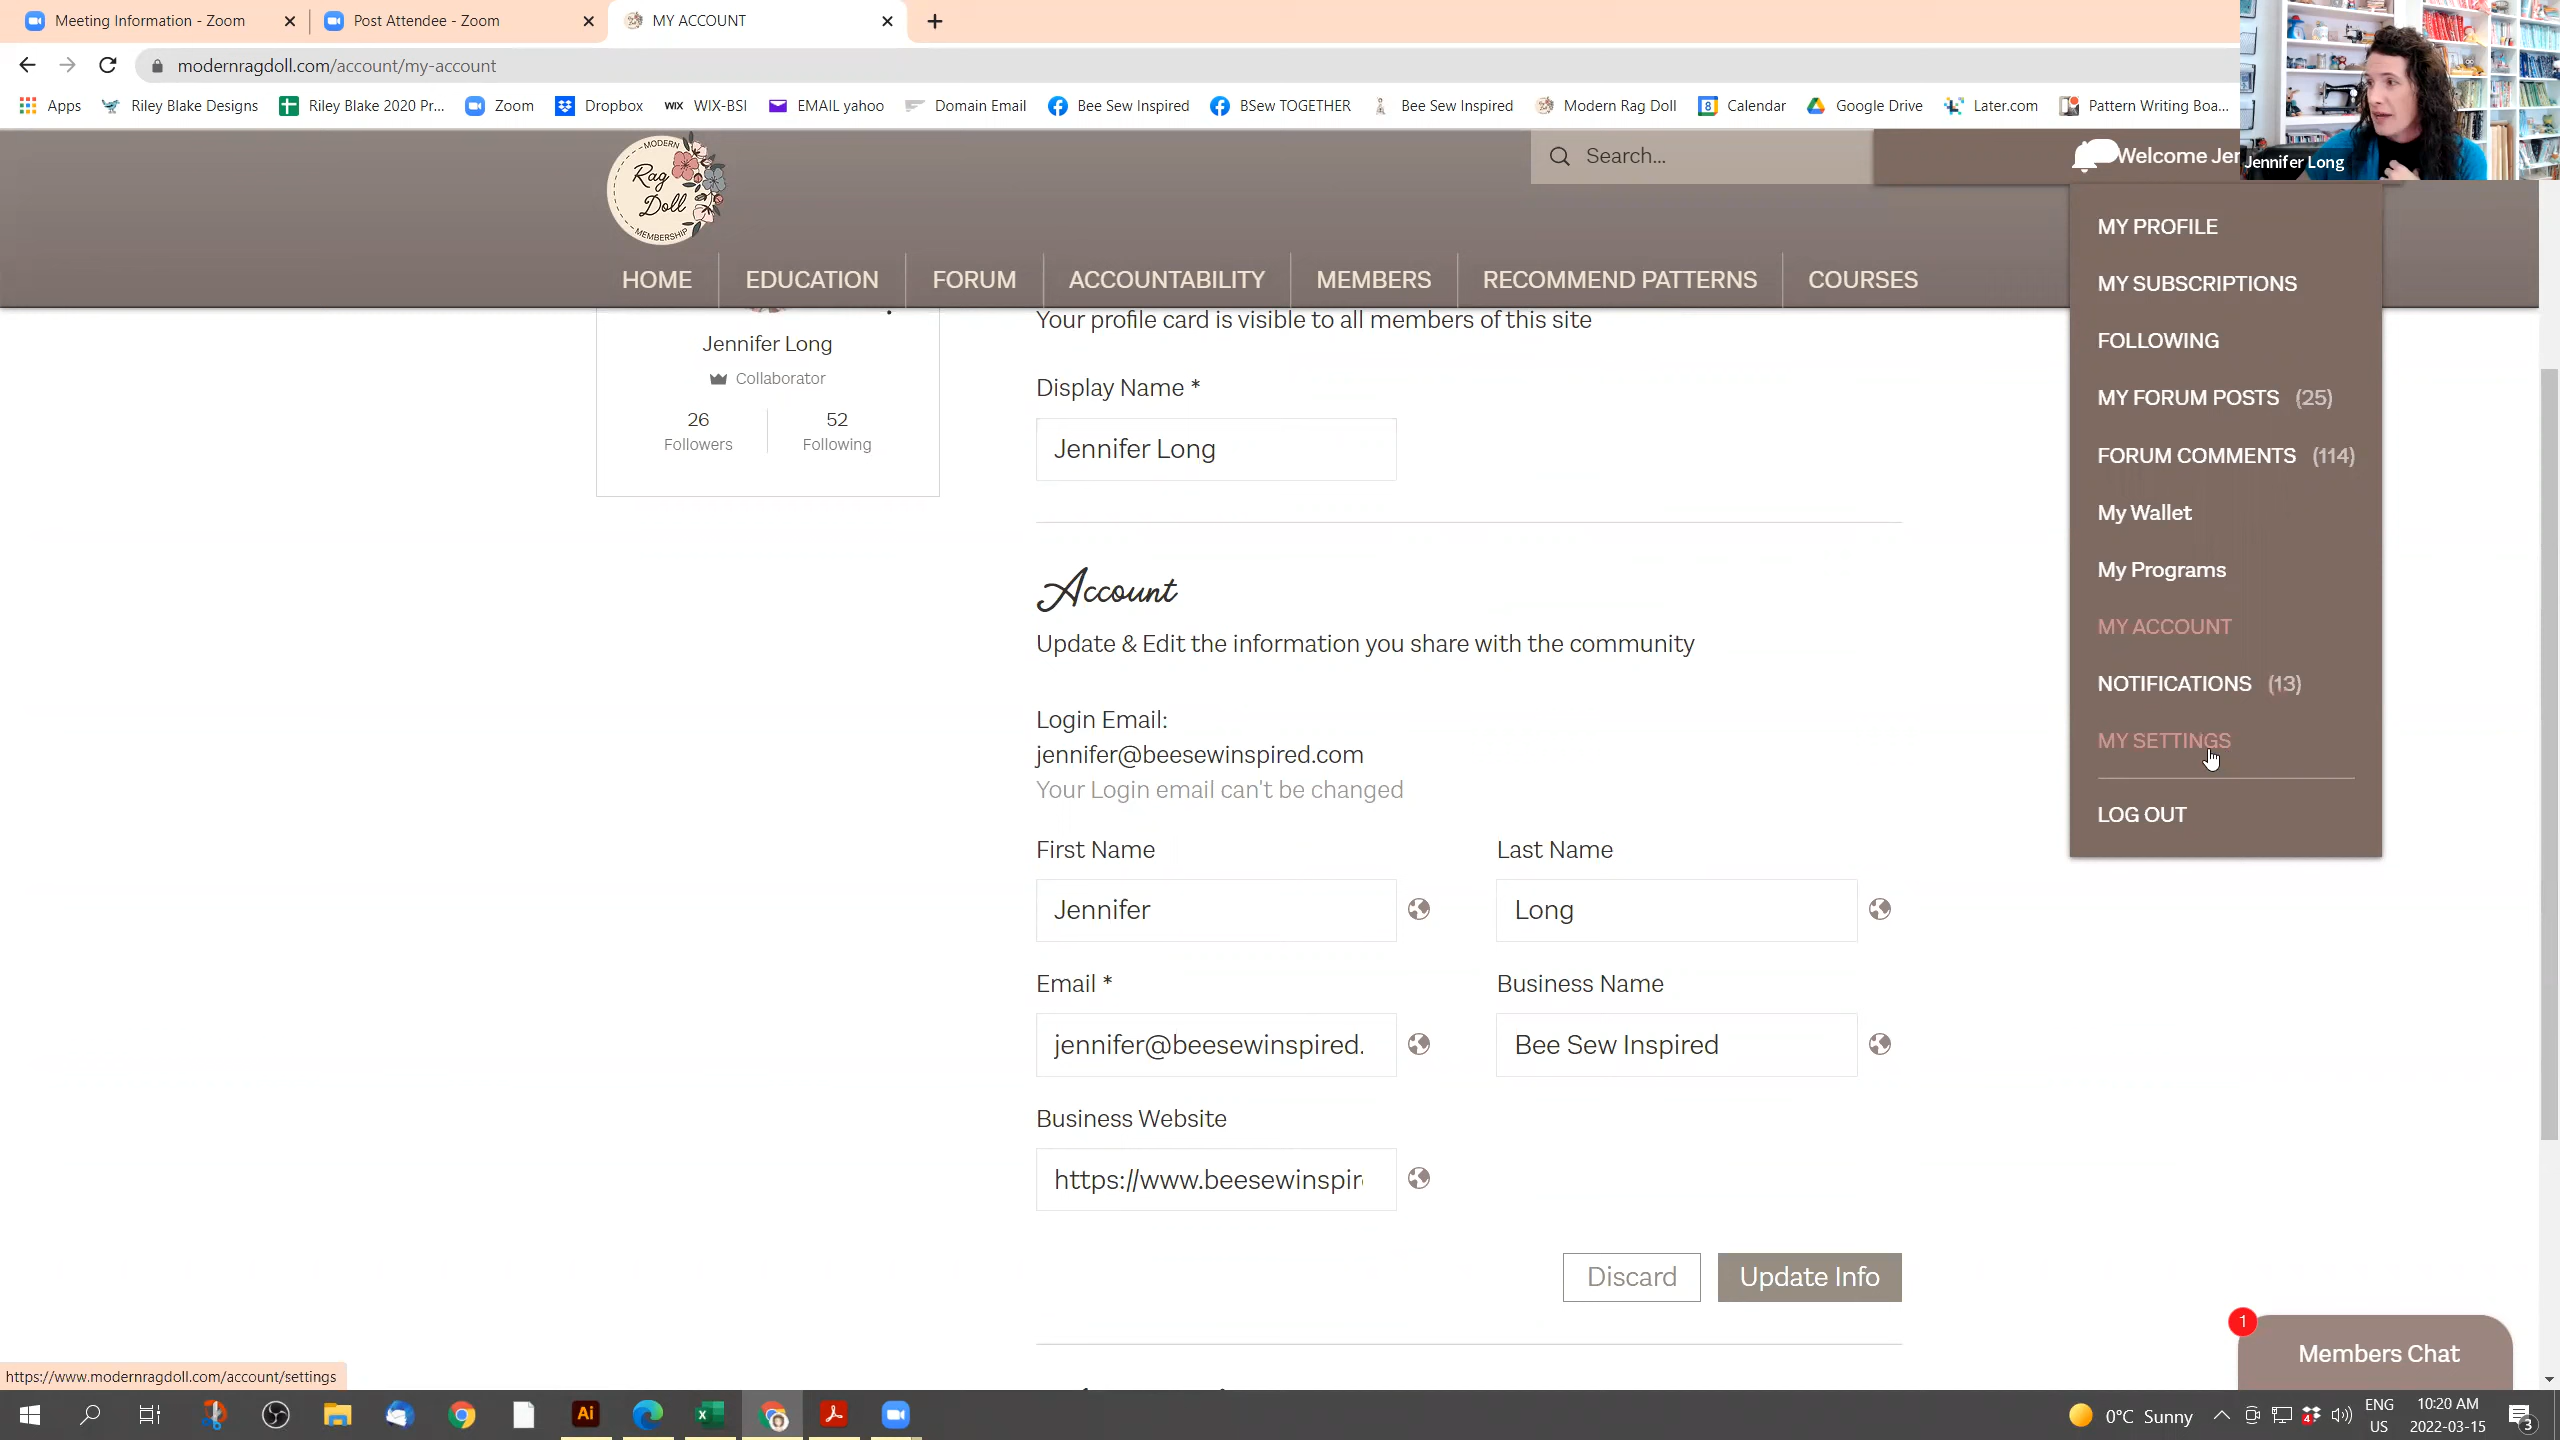 Meeting Information - Zoom
Post Attendee - Zoom
MY ACCOUNT
modernragdoll.com/account/my-account
Apps
Riley Blake Designs
Riley Blake 2020 Pr...
Zoom
Dropbox
WIX WIX-BSI
EMAIL yahoo
Domain Email
Bee Sew Inspired
BSew TOGETHER
Bee Sew Inspired
Modern Rag Doll
8 Calendar
Google Drive
Later.com
Pattern Writing Boa...
MODERN
Rag
Doll
MEMBERSHIP
Search...
Welcome Jen
Jennifer Long
HOME
EDUCATION
FORUM
ACCOUNTABILITY
MEMBERS
RECOMMEND PATTERNS
COURSES
MY PROFILE
MY SUBSCRIPTIONS
FOLLOWING
MY FORUM POSTS (25)
FORUM COMMENTS (114)
My Wallet
My Programs
MY ACCOUNT
NOTIFICATIONS (13)
MY SETTINGS
LOG OUT
Jennifer Long
Collaborator
26 52
Followers Following
Your profile card is visible to all members of this site
Display Name *
Jennifer Long
Account
Update & Edit the information you share with the community
Login Email:
jennifer@beesewinspired.com
Your Login email can't be changed
First Name Last Name
Jennifer Long
Email * Business Name
jennifer@beesewinspired. Bee Sew Inspired
Business Website
https://www.beesewinspir
Discard Update Info
1
Members Chat
https://www.modernragdoll.com/account/settings
Ai
0°C Sunny
4
ENG
US
10:20 AM
2022-03-15
3